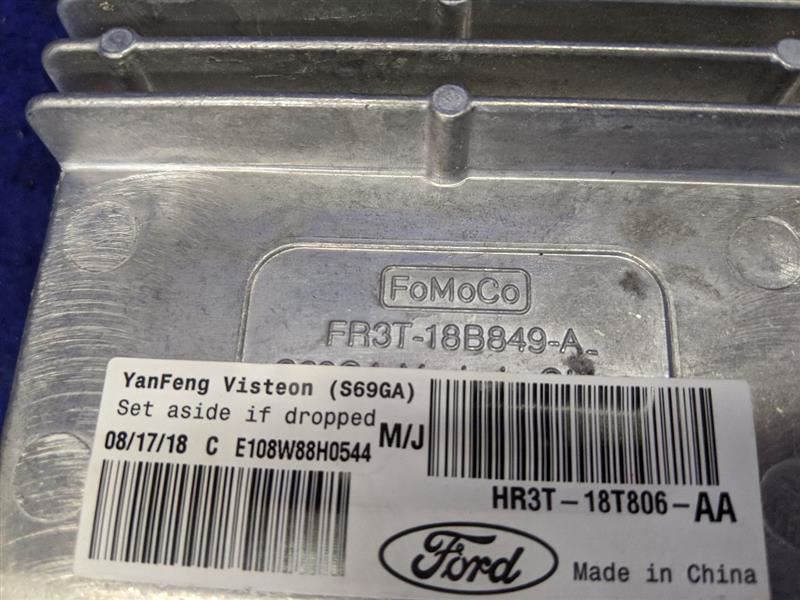 FoMoCo
FR3T-18B849-A
YanFeng Visteon (S69GA)
Set aside if dropped
M/J
08/17/18 C E108W88H0544
HR3T-18T806-AA
Ford
Made in China